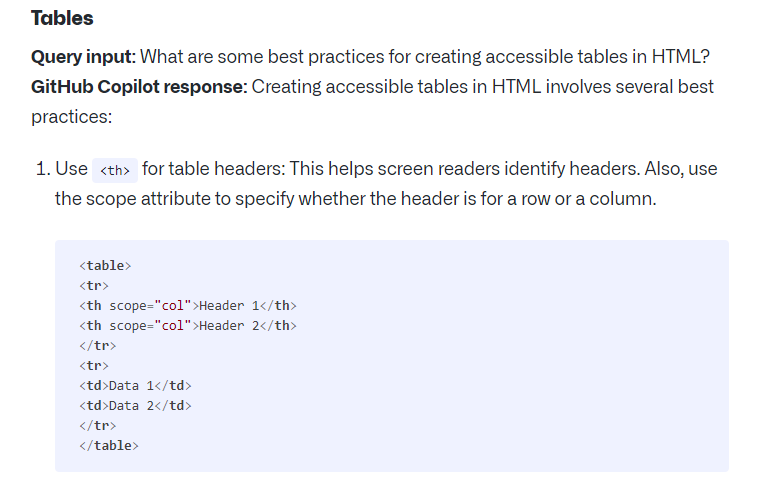 Tables
Query input: What are some best practices for creating accessible tables in HTML?
GitHub Copilot response: Creating accessible tables in HTML involves several best
practices:
1. Use <th> for table headers: This helps screen readers identify headers. Also, use
the scope attribute to specify whether the header is for a row or a column.
<table>
<tr>
<th scope="col">Header 1</th>
<th scope="col">Header 2</th>
</tr>
<tr>
<td>Data 1</td>
<td>Data 2</td>
</tr>
</table>